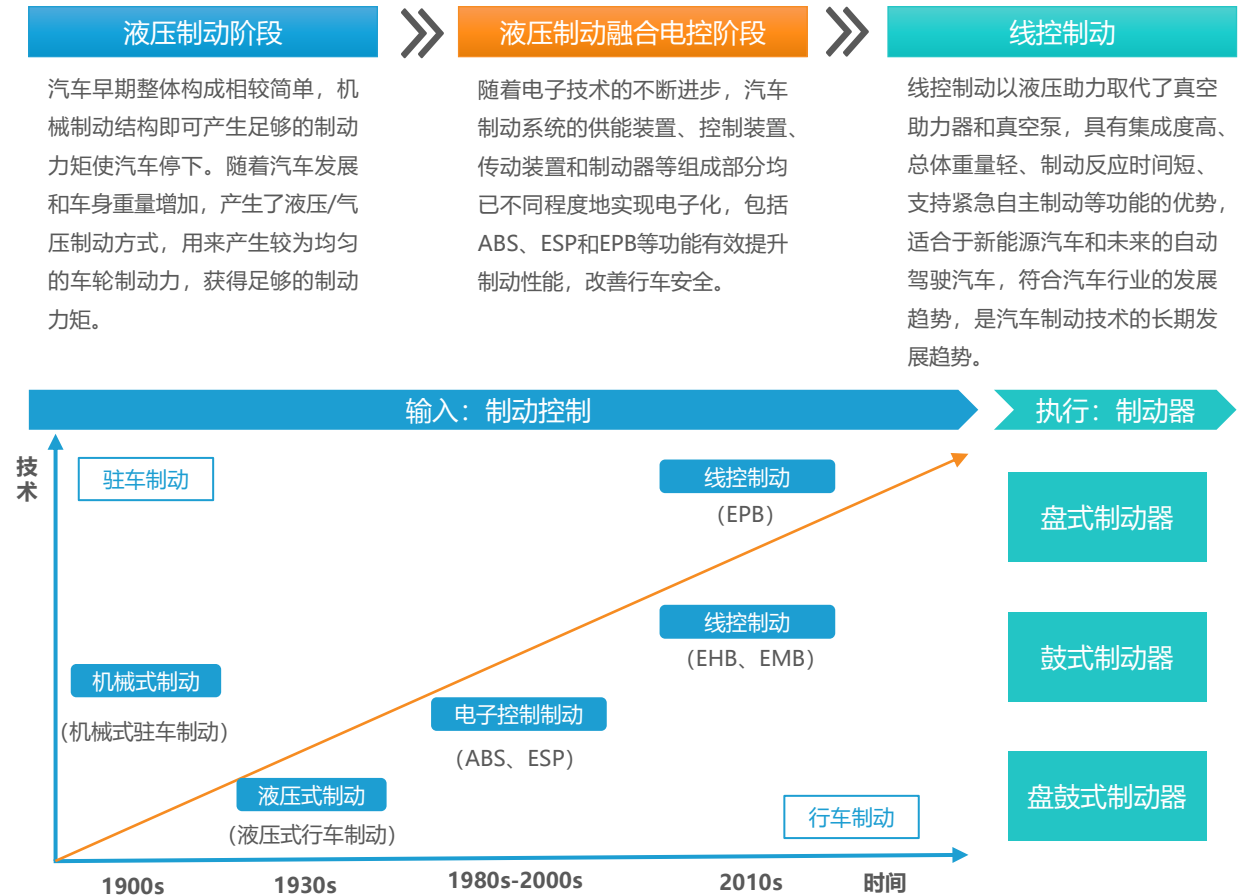 液压制动阶段
液压制动融合电控阶段
线控制动
汽车早期整体构成相较简单，机
械制动结构即可产生足够的制动
力矩使汽车停下。随着汽车发展
和车身重量增加，产生了液压/气
压制动方式，用来产生较为均匀
的车轮制动力，获得足够的制动
力矩。
随着电子技术的不断进步，汽车
制动系统的供能装置、控制装置、
传动装置和制动器等组成部分均
已不同程度地实现电子化，包括
ABS、ESP和EPB等功能有效提升
制动性能，改善行车安全。
线控制动以液压助力取代了真空
助力器和真空泵，具有集成度高、
总体重量轻、制动反应时间短、
支持紧急自主制动等功能的优势，
适合于新能源汽车和未来的自动
驾驶汽车，符合汽车行业的发展
趋势，是汽车制动技术的长期发
展趋势。
输入：制动控制
执行：制动器
技
术
驻车制动
线控制动
（EPB）
线控制动
（EHB、EMB）
机械式制动
（机械式驻车制动）
电子控制制动
（ABS、ESP）
液压式制动
（液压式行车制动）
行车制动
盘式制动器
鼓式制动器
盘鼓式制动器
1900s
1930s
1980s-2000s
2010s
时间